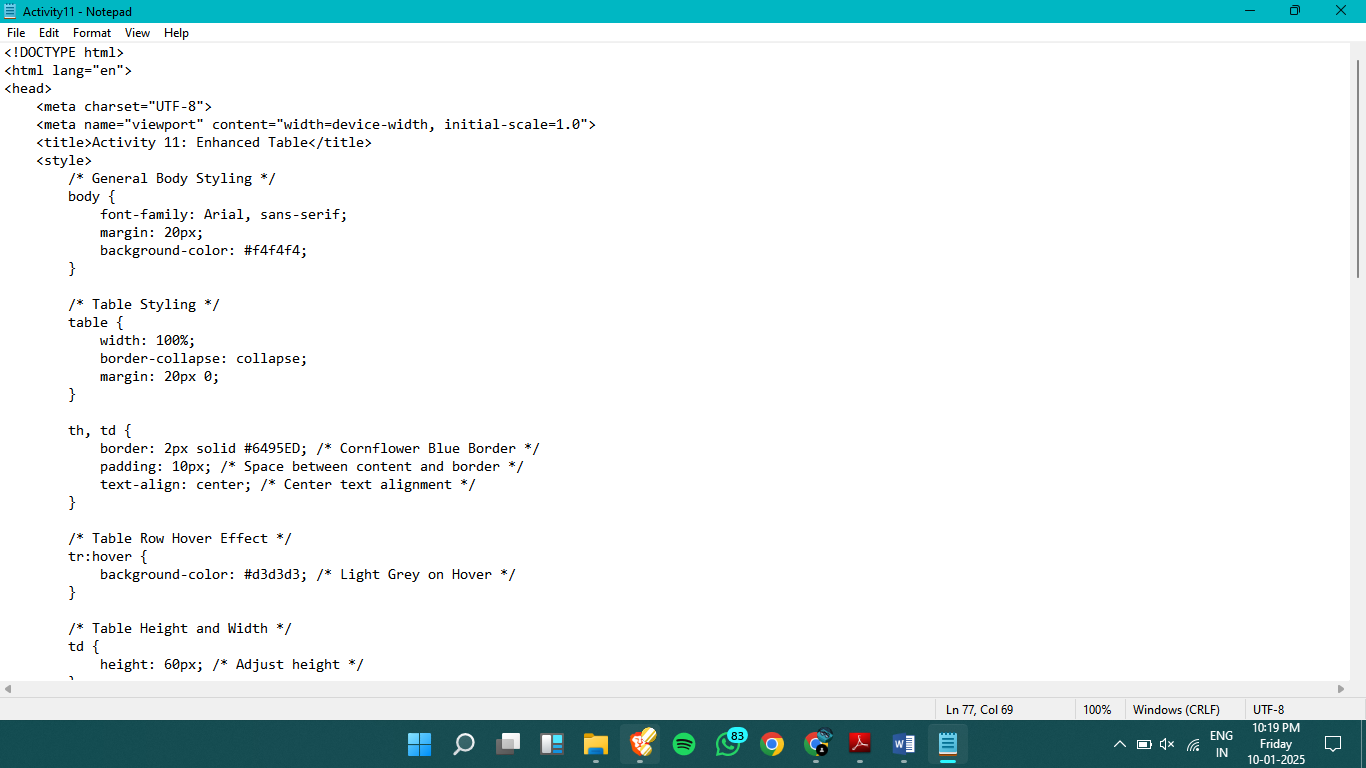 Activity11 - Notepad
File Edit Format View Help
<!DOCTYPE html>
<html lang="en">
<head>
    <meta charset="UTF-8">
    <meta name="viewport" content="width=device-width, initial-scale=1.0">
    <title>Activity 11: Enhanced Table</title>
    <style>
        /* General Body Styling */
        body {
            font-family: Arial, sans-serif;
            margin: 20px;
            background-color: #f4f4f4;
        }

        /* Table Styling */
        table {
            width: 100%;
            border-collapse: collapse;
            margin: 20px 0;
        }

        th, td {
            border: 2px solid #6495ED; /* Cornflower Blue Border */
            padding: 10px; /* Space between content and border */
            text-align: center; /* Center text alignment */
        }

        /* Table Row Hover Effect */
        tr:hover {
            background-color: #d3d3d3; /* Light Grey on Hover */
        }

        /* Table Height and Width */
        td {
            height: 60px; /* Adjust height */
Ln 77, Col 69 100% Windows (CRLF) UTF-8
83
ENG
IN
10:19 PM
Friday
10-01-2025